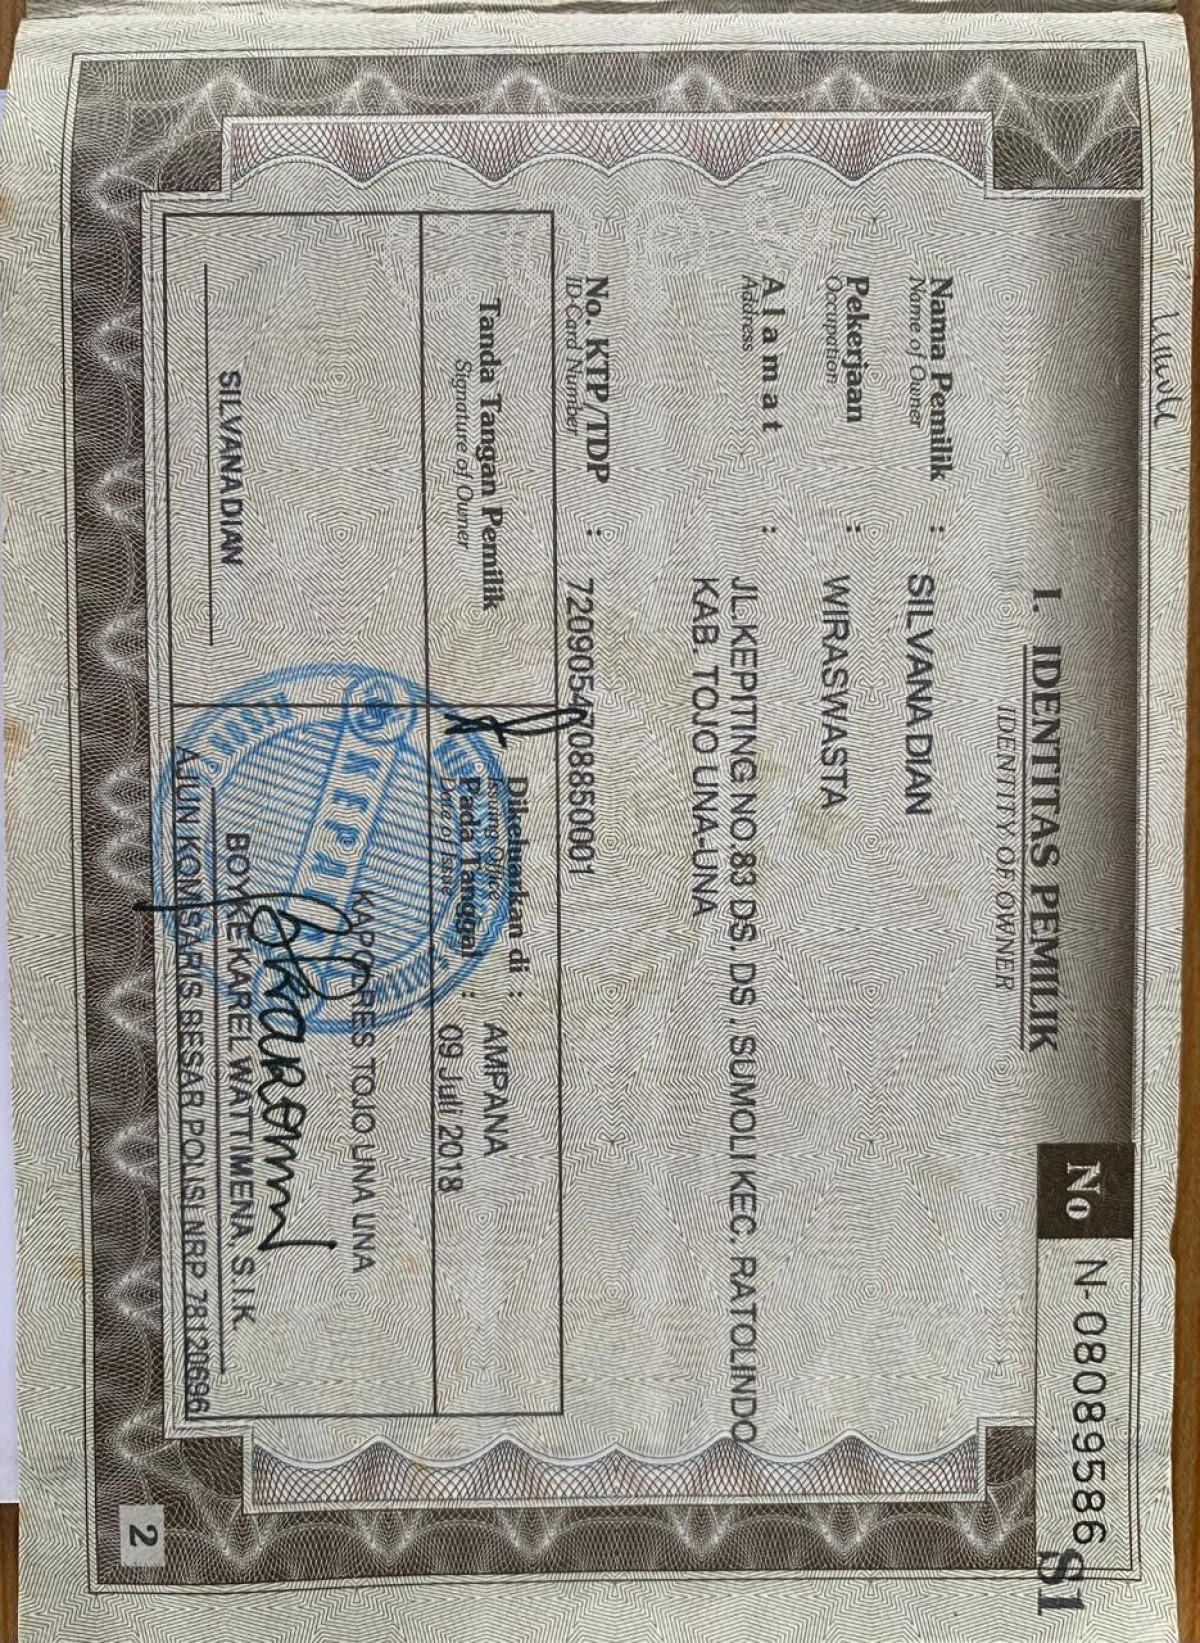 I. IDENTITAS PEMILIK
IDENTITY OF OWNER
No N-08089586 S1
Nama Pemilik : SILVANA DIAN
Name of Owner
Pekerjaan : WIRASWASTA
Occupation
Alamat : JL.KEPITING NO.83 DS. DS . SUMOLI KEC. RATOLINDO
Address
KAB. TOJO UNA-UNA
No. KTP/TDP : 7209054708850001
ID Card Number
Tanda Tangan Pemilik
Signature of Owner
SILVANA DIAN
Dikeluarkan di : AMPANA
Issuing Office
Pada Tanggal : 09 Juli 2018
Date of Issue
KAPOLRES TOJO UNA UNA
BOYKE KAREL WATTIMENA, S.I.K.
AJUN KOMISARIS BESAR POLISI NRP 78120696
2